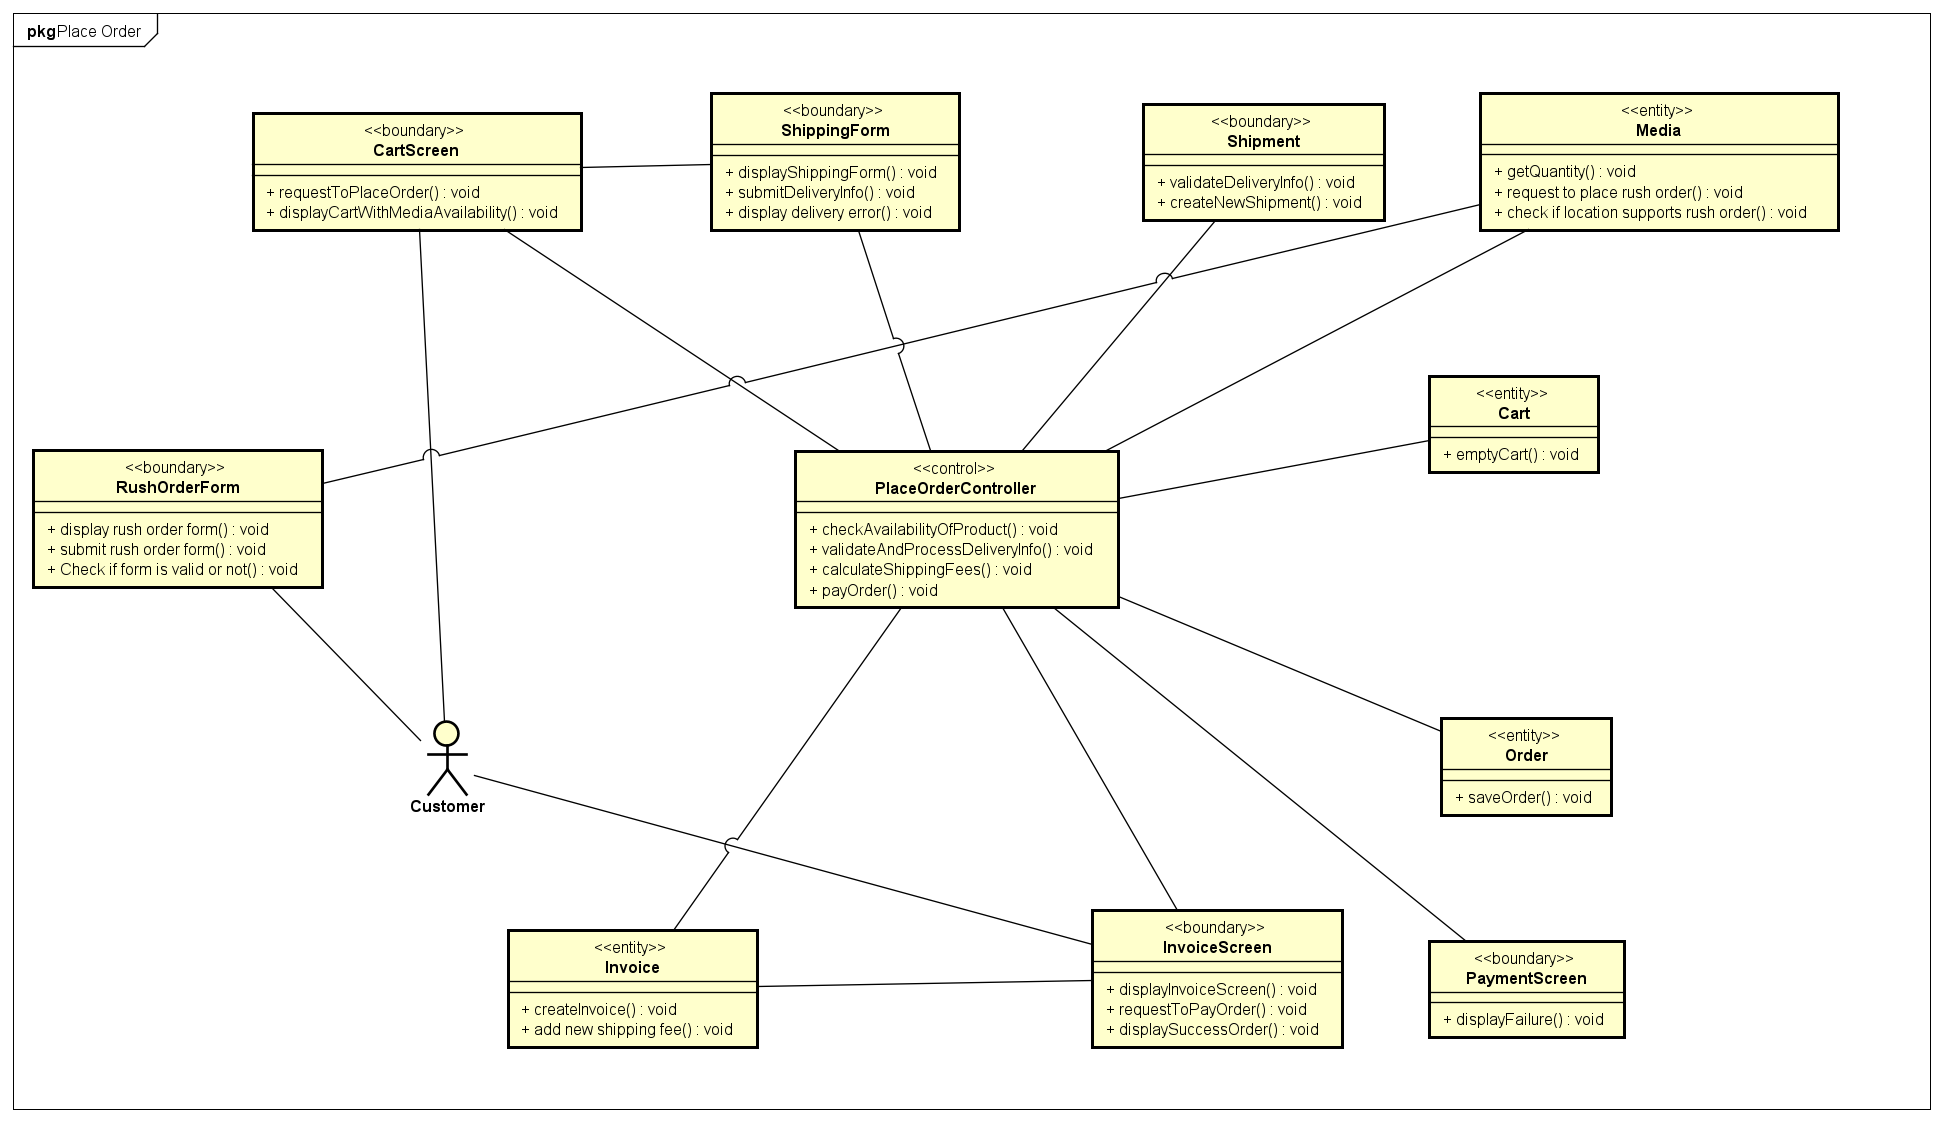 pkgPlace Order
<<boundary>>
CartScreen
+ requestToPlaceOrder() : void
+ displayCartWithMediaAvailability() : void
<<boundary>>
ShippingForm
+ displayShippingForm() : void
+ submitDeliveryInfo() : void
+ display delivery error() : void
<<boundary>>
Shipment
+ validateDeliveryInfo() : void
+ createNewShipment() : void
<<entity>>
Media
+ getQuantity() : void
+ request to place rush order() : void
+ check if location supports rush order() : void
<<entity>>
Cart
+ emptyCart() : void
<<boundary>>
RushOrderForm
+ display rush order form() : void
+ submit rush order form() : void
+ Check if form is valid or not() : void
<<control>>
PlaceOrderController
+ checkAvailabilityOfProduct() : void
+ validateAndProcessDeliveryInfo() : void
+ calculateShippingFees() : void
+ payOrder() : void
Customer
<<entity>>
Order
+ saveOrder() : void
<<entity>>
Invoice
+ createInvoice() : void
+ add new shipping fee() : void
<<boundary>>
InvoiceScreen
+ displayInvoiceScreen() : void
+ requestToPayOrder() : void
+ displaySuccessOrder() : void
<<boundary>>
PaymentScreen
+ displayFailure() : void